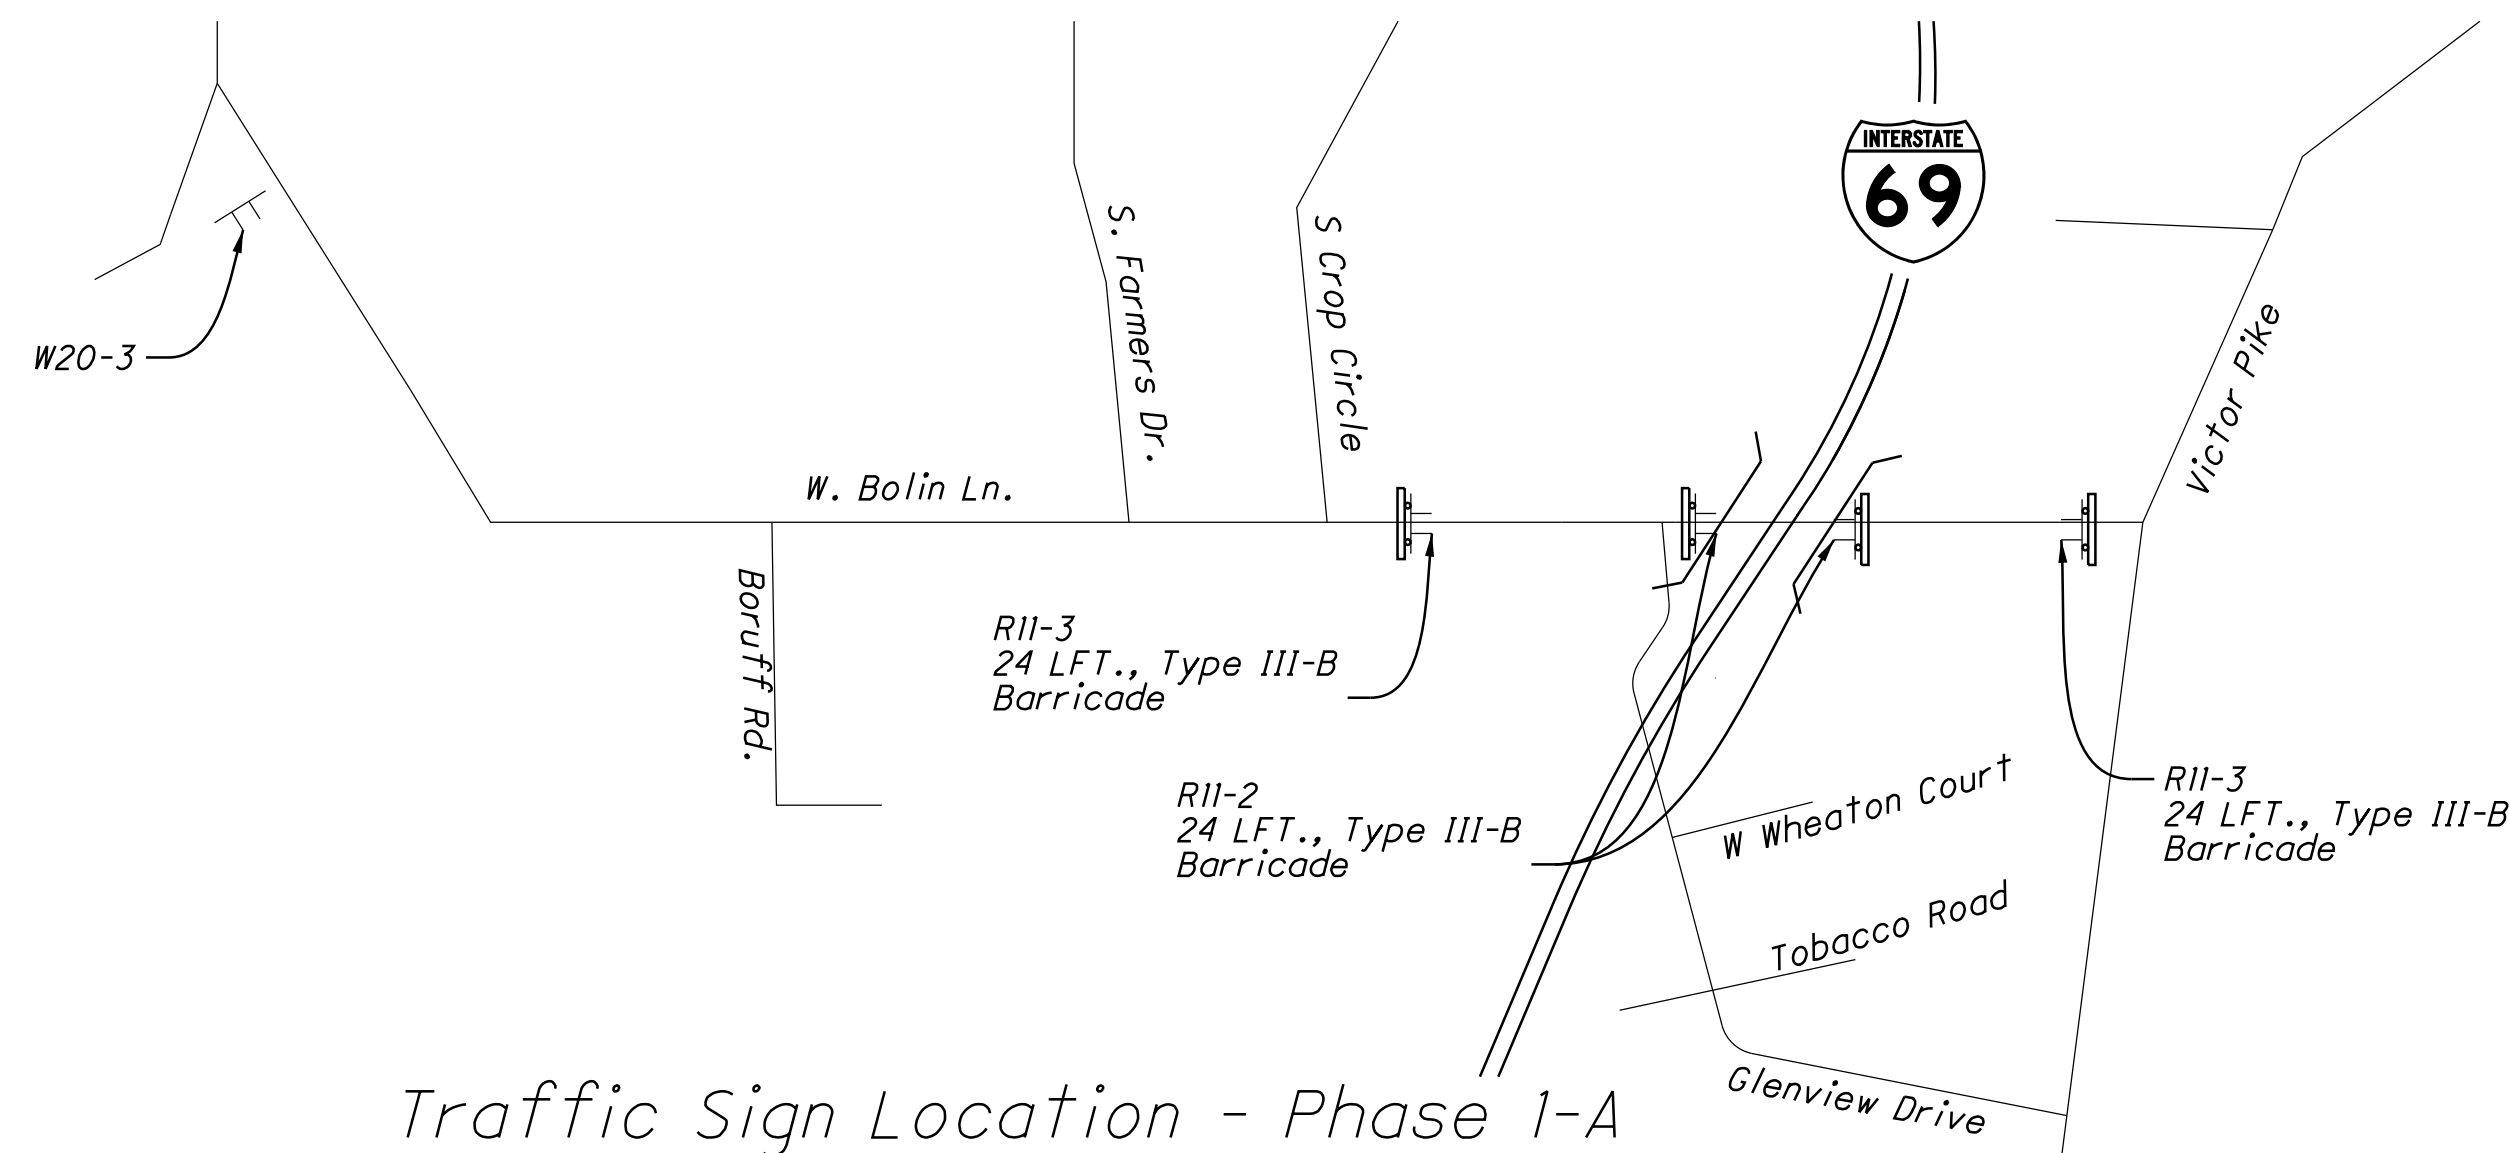 INTERSTATE
69
S. Farmers Dr.
S Crop Circle
Victor Pike
W20-3
W. Bolin Ln.
Boruff Rd.
R11-3
24 LFT., Type III-B
Barricade
R11-2
24 LFT., Type III-B
Barricade
W Wheaton Court
R11-3
24 LFT., Type III-B
Barricade
Tobacco Road
Glenview Drive
Traffic Sign Location - Phase 1-A